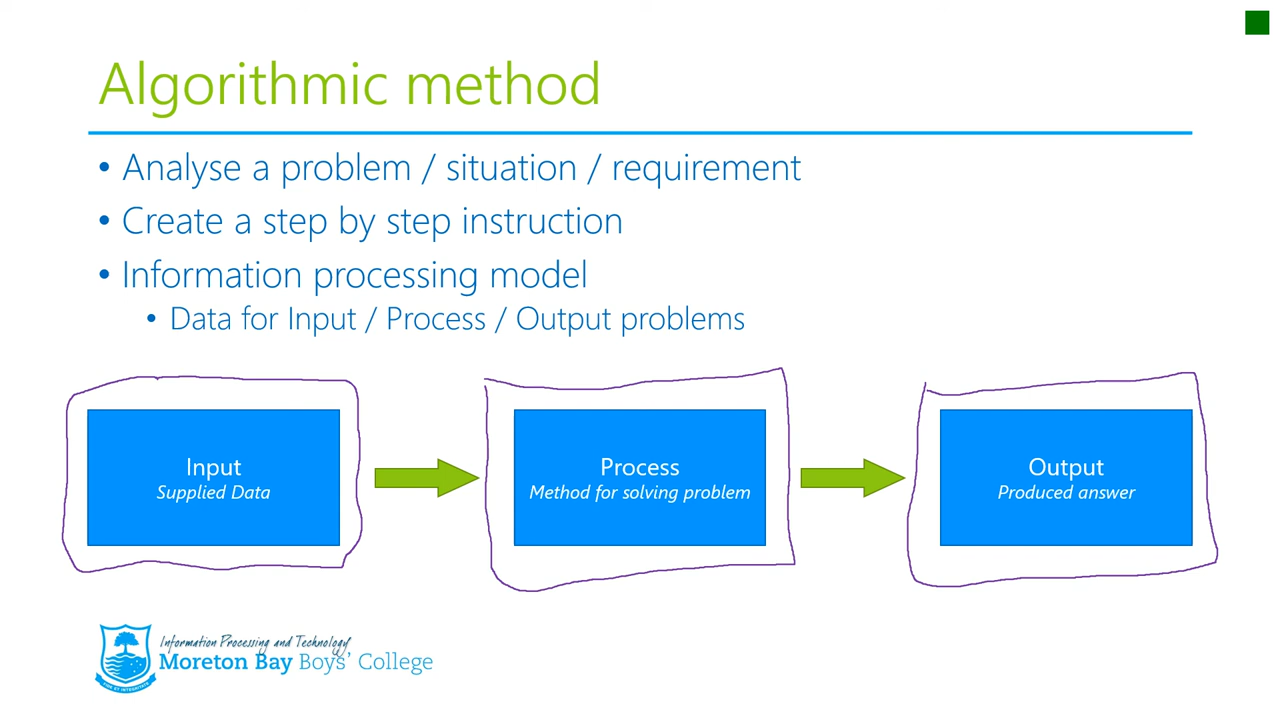 Algorithmic method
• Analyse a problem / situation / requirement
• Create a step by step instruction
• Information processing model
• Data for Input / Process / Output problems
Input
Supplied Data
Process
Method for solving problem
Output
Produced answer
Information Processing and Technology
Moreton Bay Boys' College